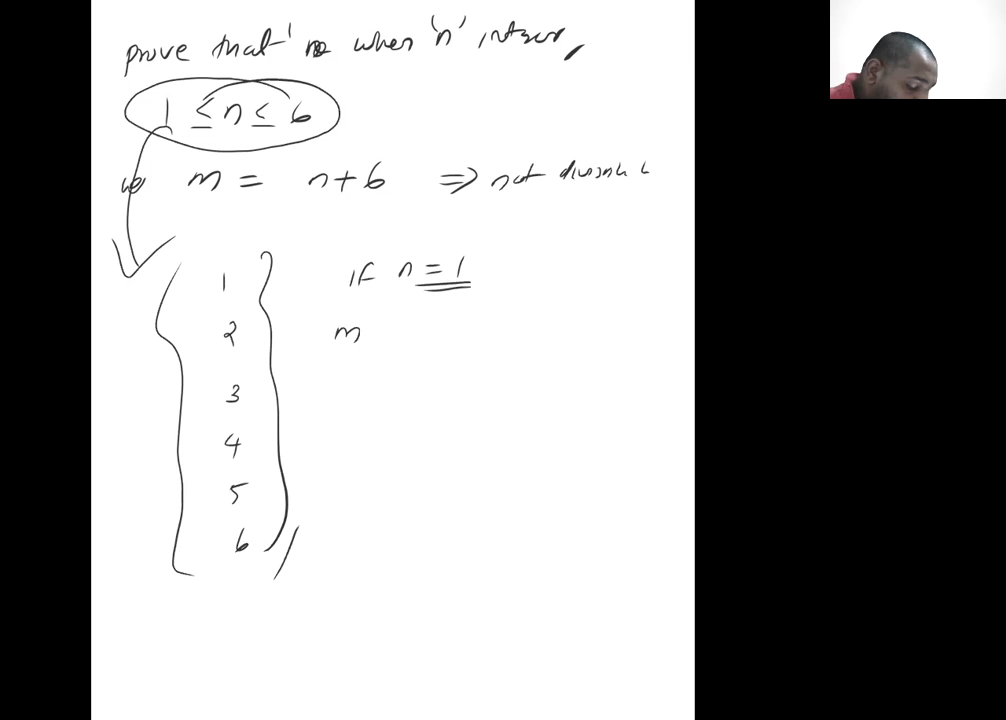 prove that when 'n' integer,
1 ≤ n ≤ 6
m = n + 6 ⇒ not
1 if n = 1
2 m
3
4
5
6